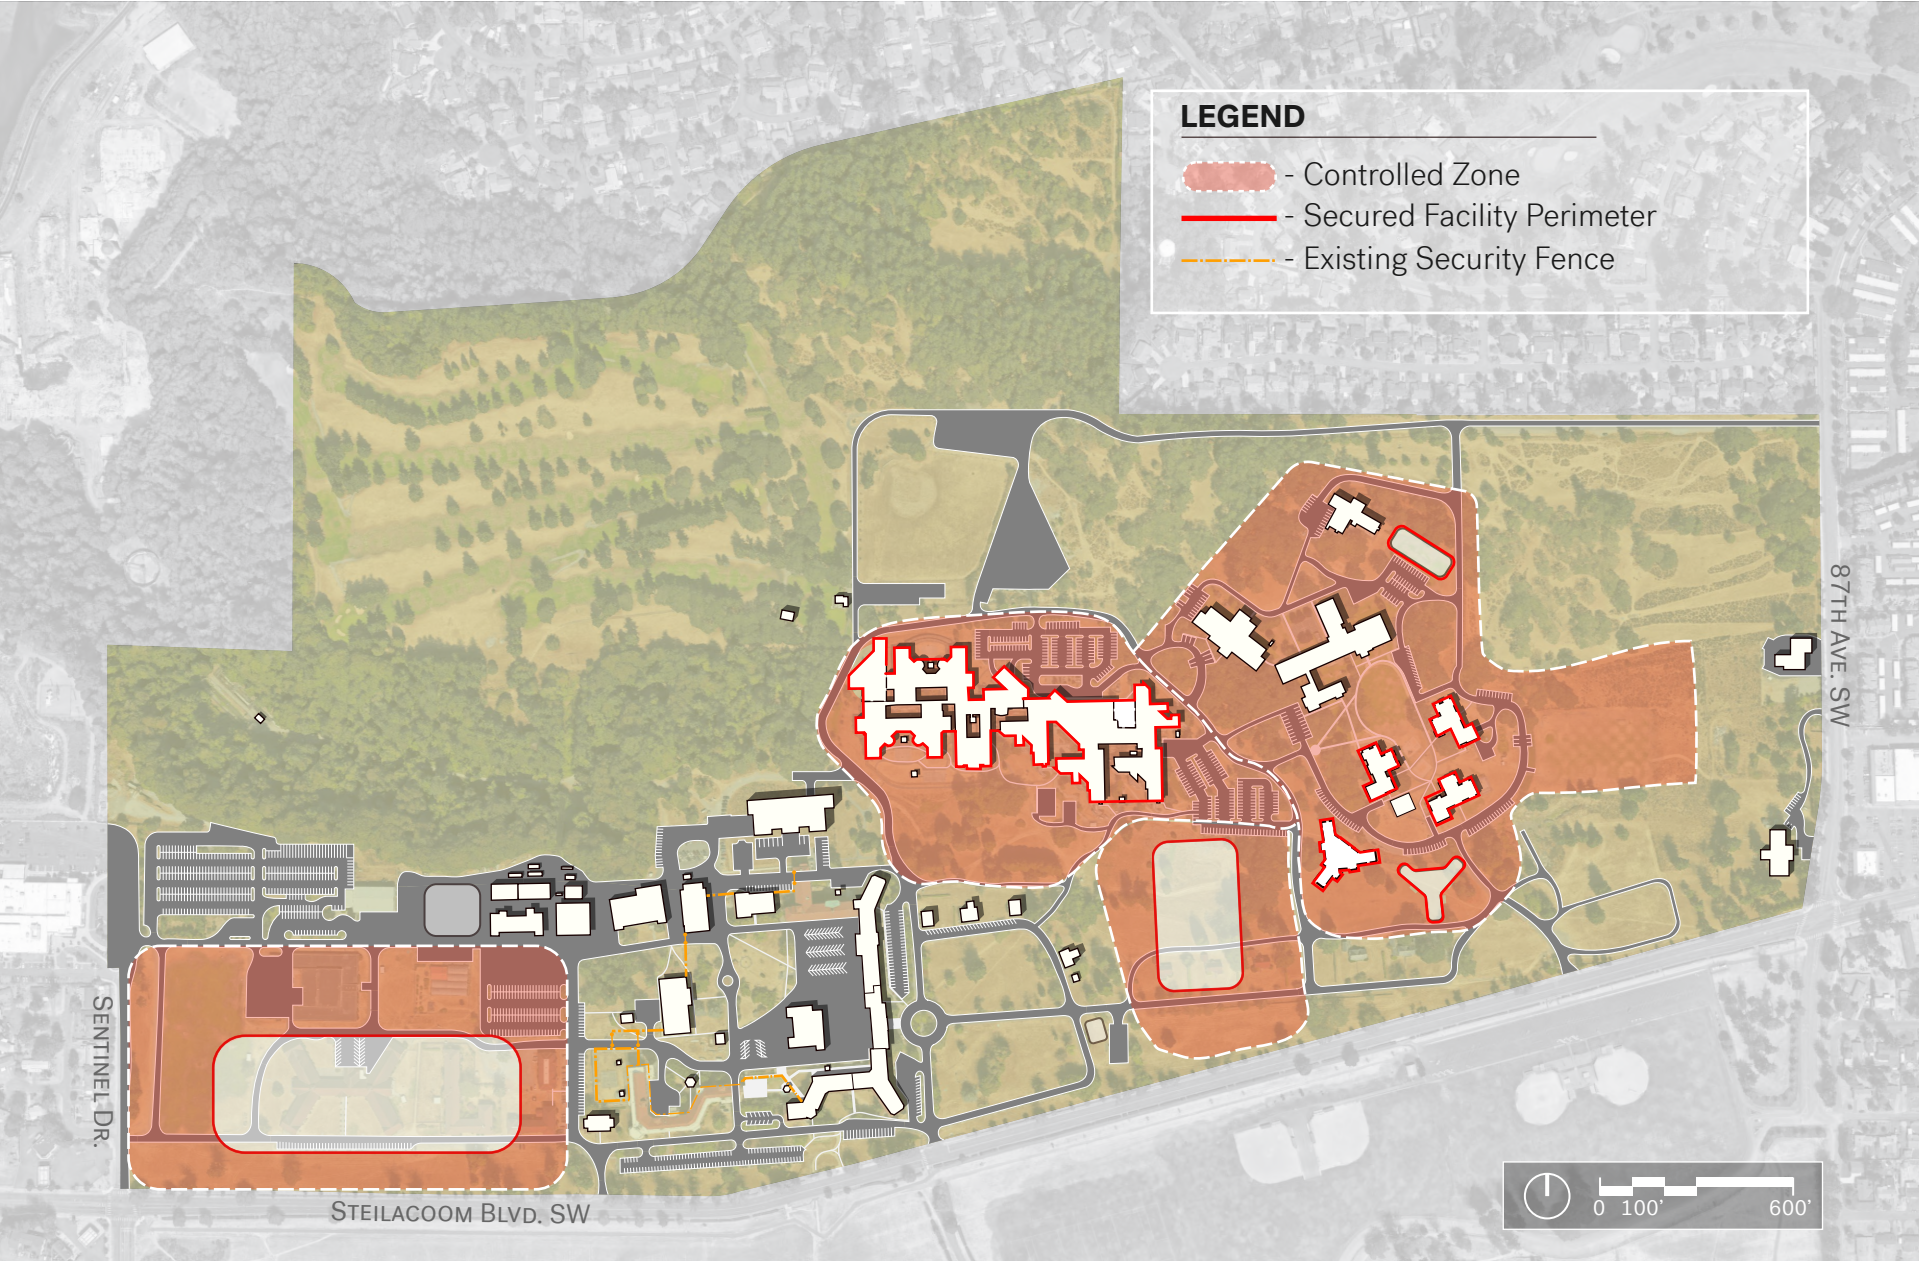 LEGEND
- Controlled Zone
- Secured Facility Perimeter
- Existing Security Fence
87TH AVE. SW
SENTINEL DR.
STEILACOOM BLVD. SW
0 100' 600'